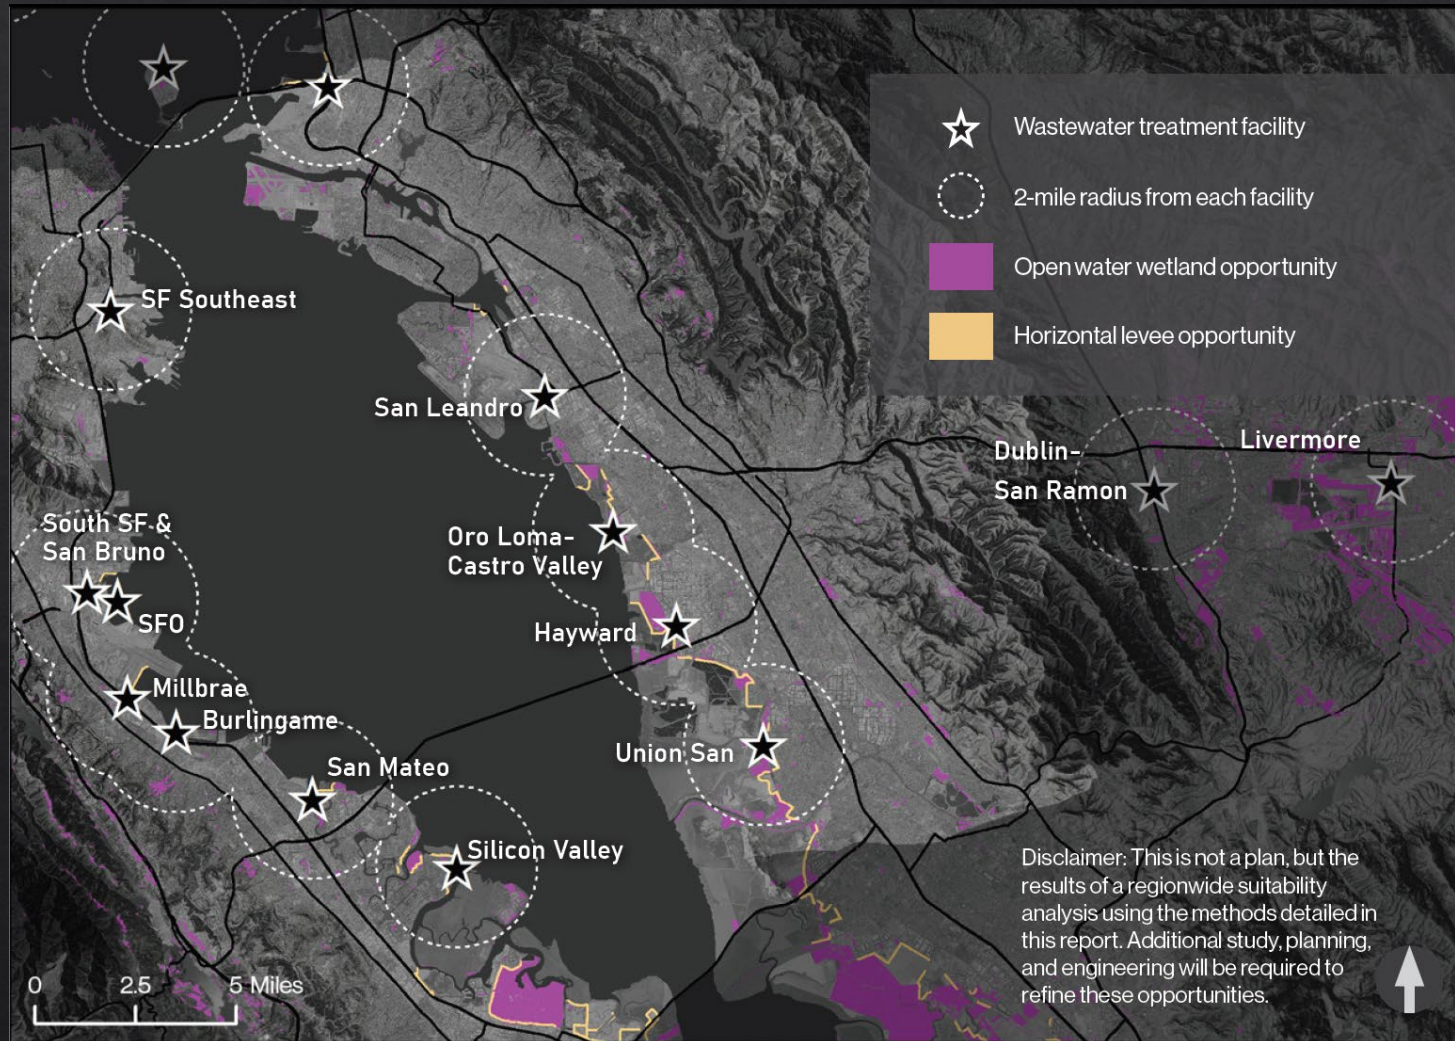 Wastewater treatment facility
2-mile radius from each facility
Open water wetland opportunity
Horizontal levee opportunity
SF Southeast
San Leandro
Dublin-
San Ramon
Livermore
South SF &
San Bruno
SFO
Oro Loma-
Castro Valley
Hayward
Millbrae
Burlingame
Union San
San Mateo
Silicon Valley
Disclaimer: This is not a plan, but the
results of a regionwide suitability
analysis using the methods detailed in
this report. Additional study, planning,
and engineering will be required to
refine these opportunities.
0 2.5 5 Miles